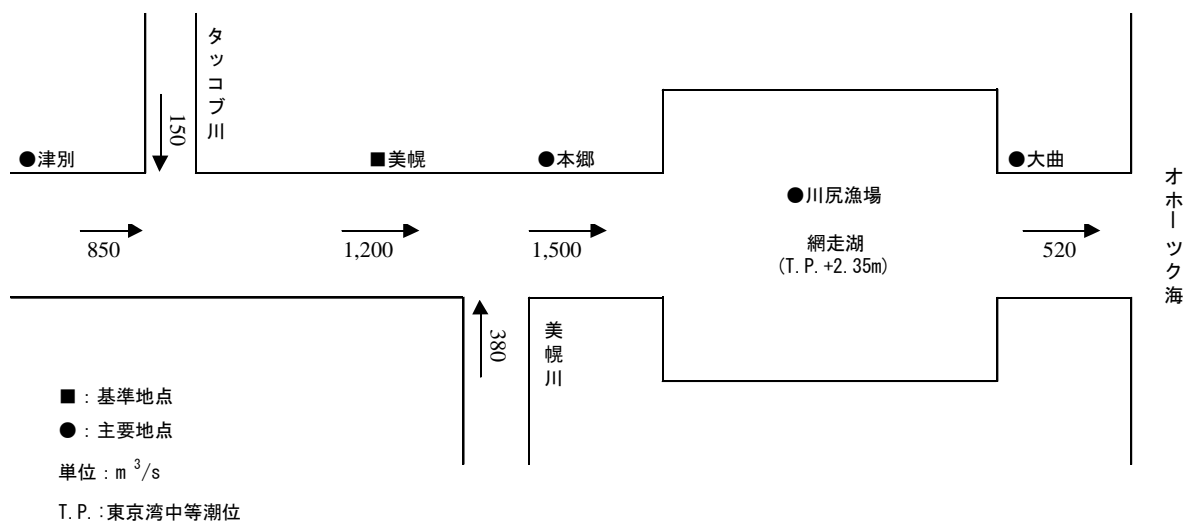 タッコブ川
150
●津別
■美幌
●本郷
●大曲
●川尻漁場
オホーツク海
850
1,200
1,500
網走湖
520
(T.P.+2.35m)
380
美幌川
■：基準地点
●：主要地点
単位：m³/s
T.P.：東京湾中等潮位